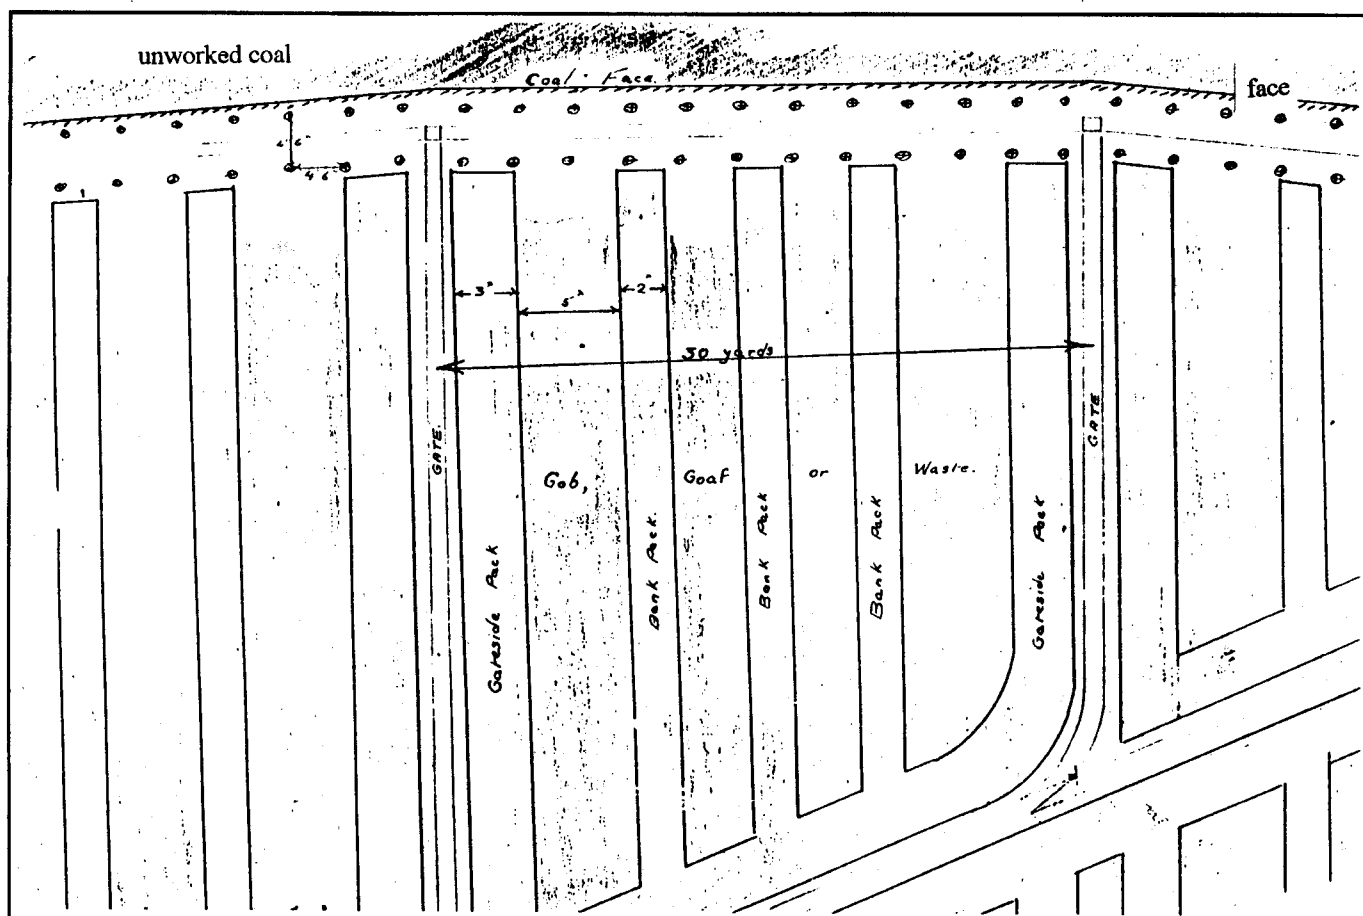 unworked coal
Coal · Face
face
4' 6"
4 6
3"
5"
2"
30 yards
GATE
GATE
Gob,
Goaf
or
Waste.
Gateside Pack
Bank Pack
Bank Pack
Bank Pack
Gateside Pack